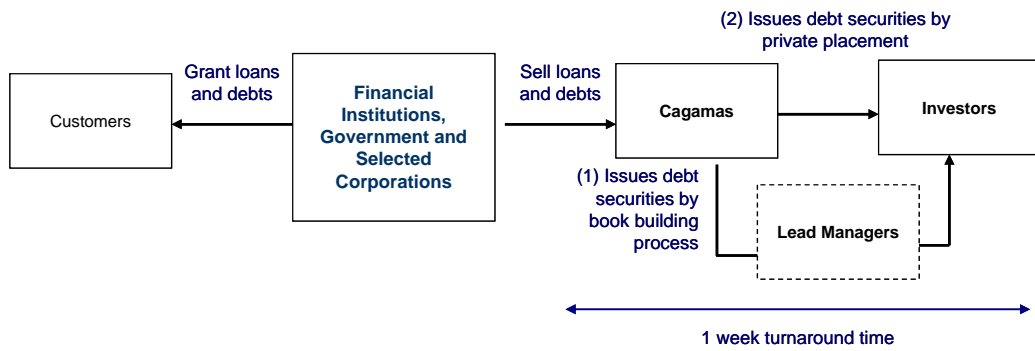 (2) Issues debt securities by
private placement
Grant loans
and debts
Sell loans
and debts
Customers
Financial
Institutions,
Government and
Selected
Corporations
Cagamas
Investors
(1) Issues debt
securities by
book building
process
Lead Managers
1 week turnaround time